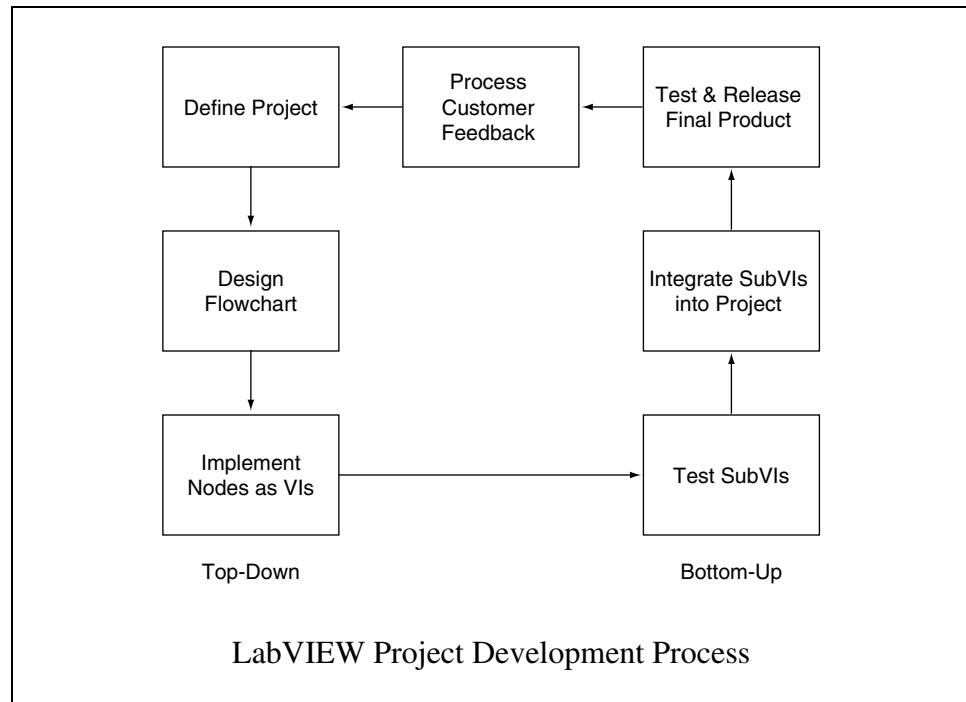 Define Project
Process
Customer
Feedback
Test & Release
Final Product
Design
Flowchart
Integrate SubVIs
into Project
Implement
Nodes as VIs
Test SubVIs
Top-Down
Bottom-Up
LabVIEW Project Development Process